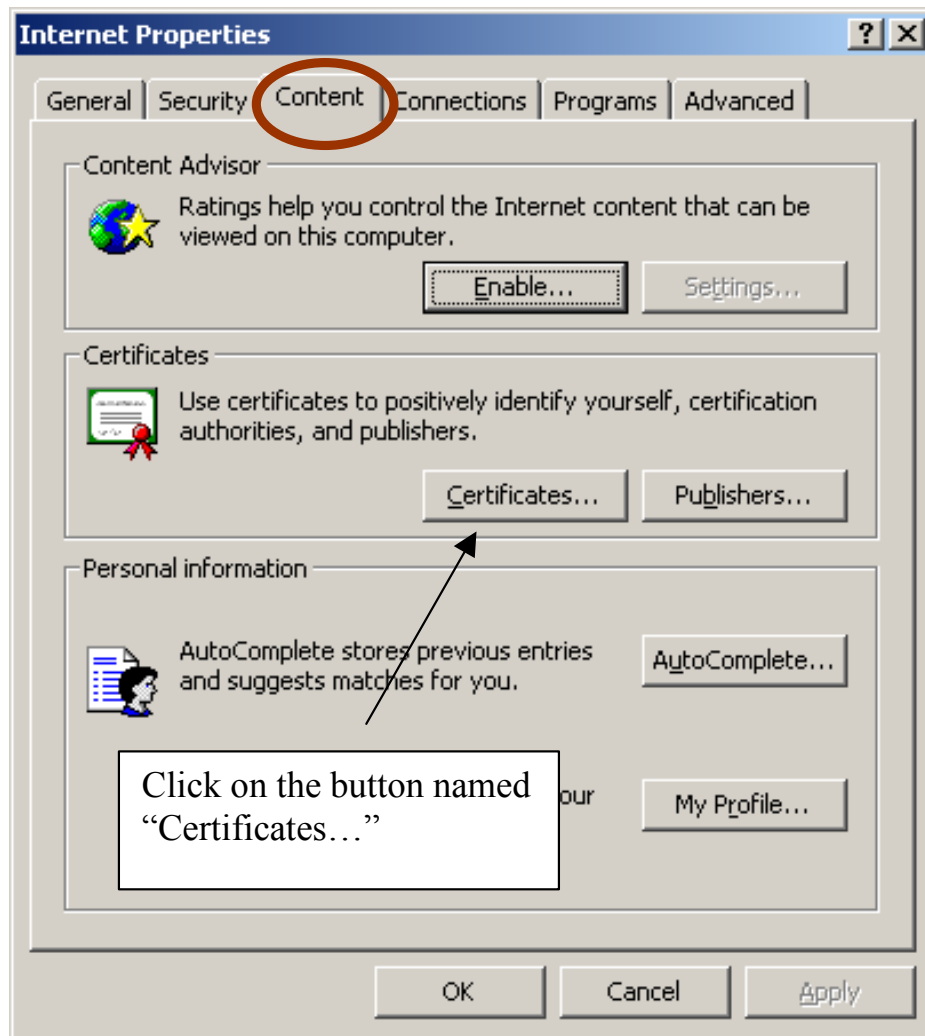 Internet Properties
General Security Content Connections Programs Advanced
Content Advisor
Ratings help you control the Internet content that can be
viewed on this computer.
Enable... Settings...
Certificates
Use certificates to positively identify yourself, certification
authorities, and publishers.
Certificates... Publishers...
Personal information
AutoComplete stores previous entries
and suggests matches for you.
AutoComplete...
Click on the button named
“Certificates…”
our
My Profile...
OK Cancel Apply